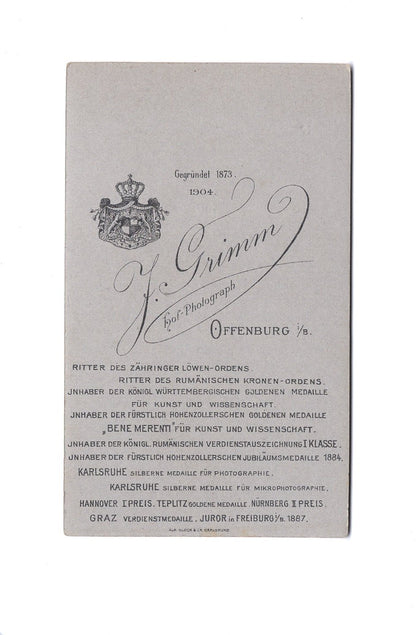 Gegründet 1873.
1904.
J. Grimm
Hof-Photograph
OFFENBURG i/B.
RITTER DES ZÄHRINGER LÖWEN-ORDENS
RITTER DES RUMÄNISCHEN KRONEN-ORDENS.
JNHABER DER KÖNIGL WÜRTTEMBERGISCHEN GOLDENEN MEDAILLE
FÜR KUNST UND WISSENSCHAFT.
JNHABER DER FÜRSTLICH HOHENZOLLERSCHEN GOLDENEN MEDAILLE
„BENE MERENTI" FÜR KUNST UND WISSENSCHAFT.
JNHABER DER KÖNIGL. RUMÄNISCHEN VERDIENSTAUSZEICHNUNG I KLASSE.
JNHABER DER FÜRSTLICH HOHENZOLLERSCHEN JUBILÄUMSMEDAILLE 1884.
KARLSRUHE SILBERNE MEDAILLE FÜR PHOTOGRAPHIE.
KARLSRUHE SILBERNE MEDAILLE FÜR MIKROPHOTOGRAPHIE.
HANNOVER I PREIS. TEPLITZ GOLDENE MEDAILLE. NÜRNBERG II PREIS.
GRAZ VERDIENSTMEDAILLE. JUROR in FREIBURG i/B. 1887.